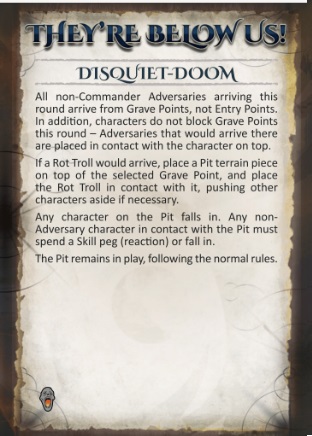 THEY'RE BELOW US!
DISQUIET-DOOM
All non-Commander Adversaries arriving this
round arrive from Grave Points, not Entry Points.
In addition, characters do not block Grave Points
this round – Adversaries that would arrive there
are placed in contact with the character on top.
If a Rot Troll would arrive, place a Pit terrain piece
on top of the selected Grave Point, and place
the Rot Troll in contact with it, pushing other
characters aside if necessary.
Any character on the Pit falls in. Any non-
Adversary character in contact with the Pit must
spend a Skill peg (reaction) or fall in.
The Pit remains in play, following the normal rules.